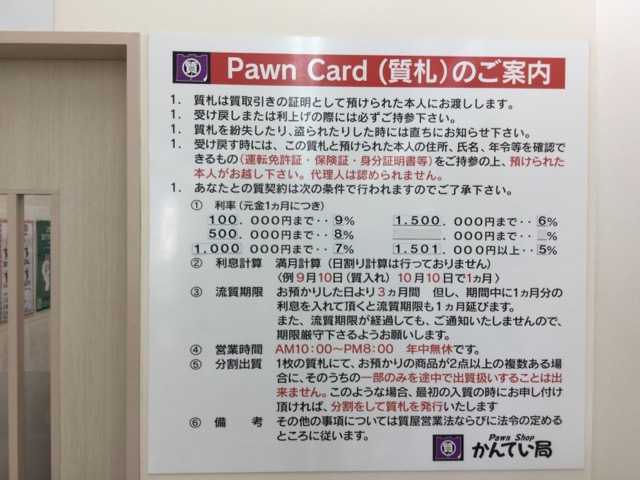 質 Pawn Card（質札）のご案内
1. 質札は質取引きの証明として預けられた本人にお渡しします。
1. 受け戻しまたは利上げの際には必ずご持参下さい。
1. 質札を紛失したり、盗られたりした時には直ちにお知らせ下さい。
1. 受け戻す時には、この質札と預けられた本人の住所、氏名、年令等を確認で
きるもの（運転免許証・保険証・身分証明書等）をご持参の上、預けられた
本人がお越し下さい。代理人は認められません。
1. あなたとの質契約は次の条件で行われますのでご了承下さい。
① 利率（元金1ヵ月につき）
100.000円まで‥9% 1.500.000円まで‥6%
500.000円まで‥8% .000円まで‥ %
1.000.000円まで‥7% 1.501.000円以上‥5%
② 利息計算 満月計算（日割り計算は行っておりません）
〈例9月10日（質入れ） 10月10日で1ヵ月〉
③ 流質期限 お預かりした日より3ヵ月間 但し、期間中に1ヵ月分の
利息を入れて頂くと流質期限も1ヵ月延びます。
また、流質期限が経過しても、ご通知いたしませんので、
期限厳守下さるようお願いします。
④ 営業時間 AM10:00〜PM8:00 年中無休です。
⑤ 分割出質 1枚の質札にて、お預かりの商品が2点以上の複数ある場
合に、そのうちの一部のみを途中で出質扱いすることは出
来ません。このような場合、最初の入質の時にお申し付け
頂ければ、分割をして質札を発行いたします
⑥ 備考 その他の事項については質屋営業法ならびに法令の定める
ところに従います。
Pawn Shop
質 かんてい局